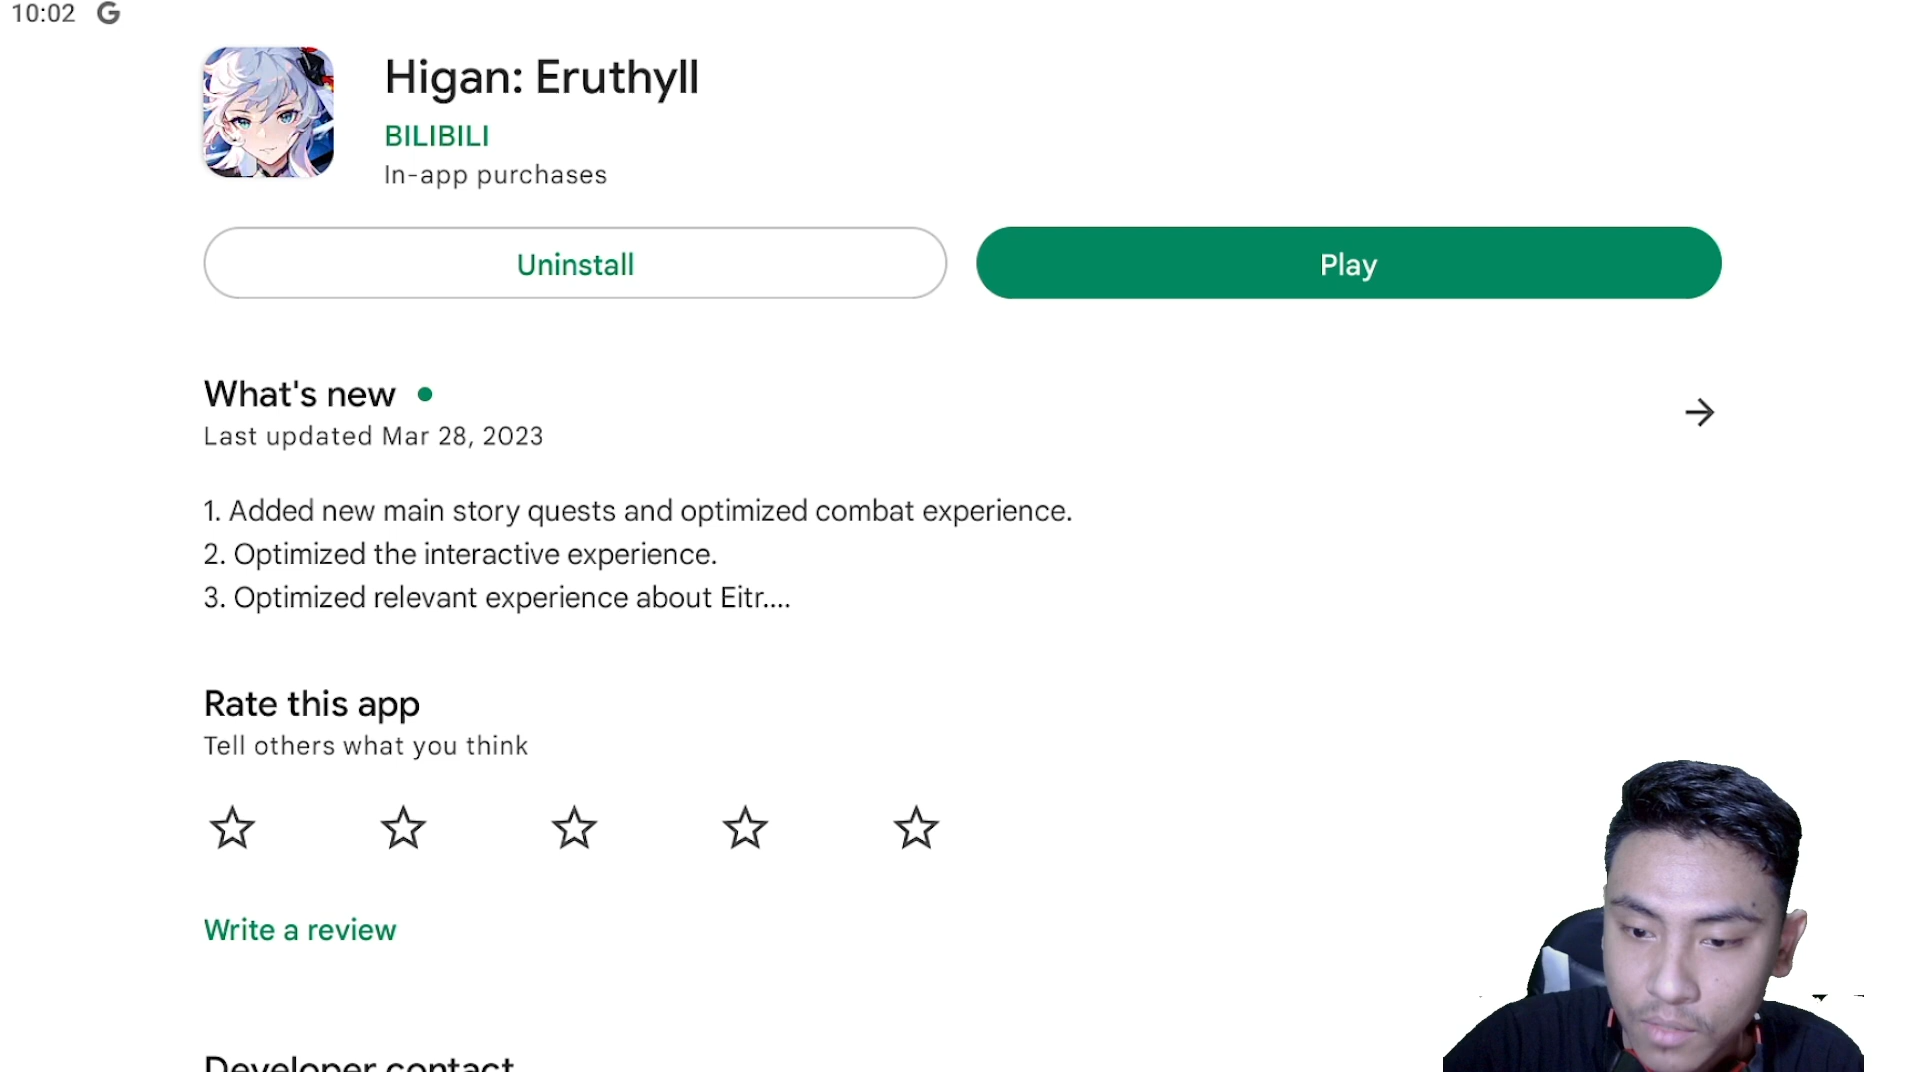 10:02 G
Higan: Eruthyll
BILIBILI
In-app purchases
Uninstall
Play
What's new
Last updated Mar 28, 2023
1. Added new main story quests and optimized combat experience.
2. Optimized the interactive experience.
3. Optimized relevant experience about Eitr....
Rate this app
Tell others what you think
Write a review
Developer contact